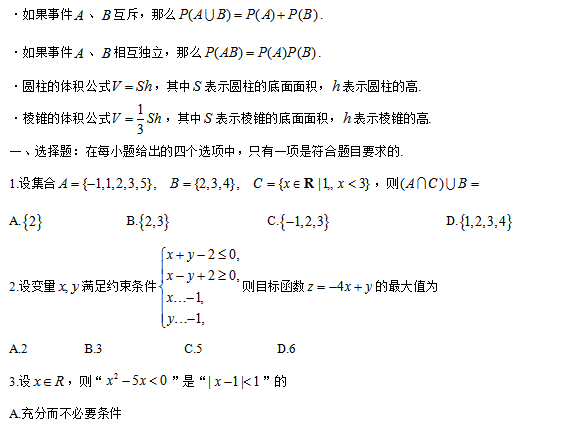 ·如果事件A、B互斥，那么P(A∪B)=P(A)+P(B).
·如果事件A、B相互独立，那么P(AB)=P(A)P(B).
·圆柱的体积公式V=Sh，其中S表示圆柱的底面面积，h表示圆柱的高.
·棱锥的体积公式V=1/3Sh，其中S表示棱锥的底面面积，h表示棱锥的高.
一、选择题：在每小题给出的四个选项中，只有一项是符合题目要求的.
1.设集合A={−1,1,2,3,5}, B={2,3,4}, C={x∈R|1,, x<3}，则(A∩C)∪B=
A.{2} B.{2,3} C.{−1,2,3} D.{1,2,3,4}
2.设变量x,y满足约束条件{x+y−2≤0, x−y+2≥0, x…−1, y…−1, 则目标函数z=−4x+y的最大值为
A.2 B.3 C.5 D.6
3.设x∈R，则“x²−5x<0”是“|x−1|<1”的
A.充分而不必要条件